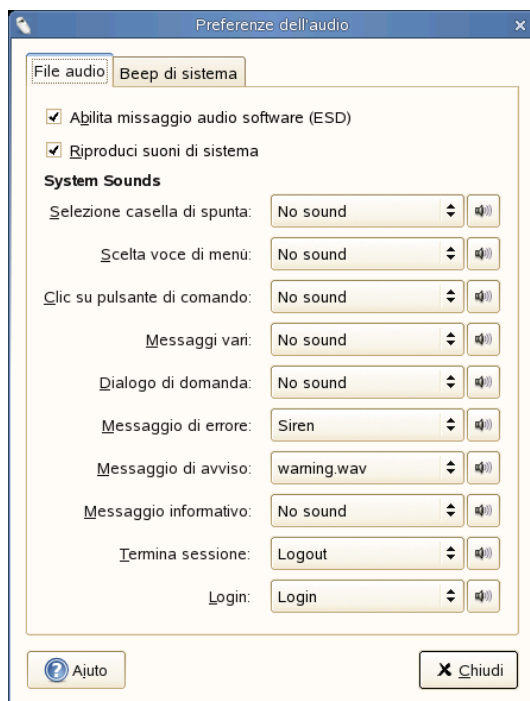 Preferenze dell'audio
File audio
Beep di sistema
Abilita missaggio audio software (ESD)
Riproduci suoni di sistema
System Sounds
Selezione casella di spunta: No sound
Scelta voce di menù: No sound
Clic su pulsante di comando: No sound
Messaggi vari: No sound
Dialogo di domanda: No sound
Messaggio di errore: Siren
Messaggio di avviso: warning.wav
Messaggio informativo: No sound
Termina sessione: Logout
Login: Login
Aiuto
Chiudi